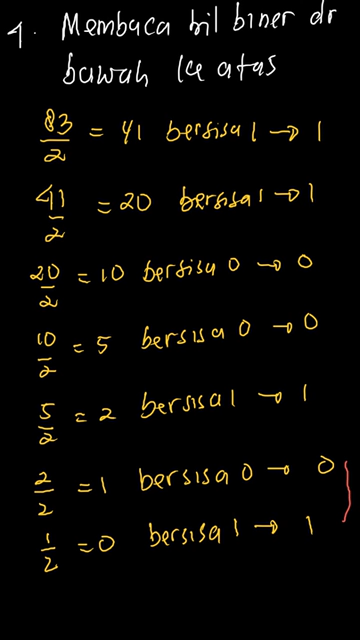 4. Membaca bil biner dr
bawah ke atas
83/2 = 41 bersisa 1 → 1
41/2 = 20 bersisa 1 → 1
20/2 = 10 bersisa 0 → 0
10/2 = 5 bersisa 0 → 0
5/2 = 2 bersisa 1 → 1
2/2 = 1 bersisa 0 → 0
1/2 = 0 bersisa 1 → 1